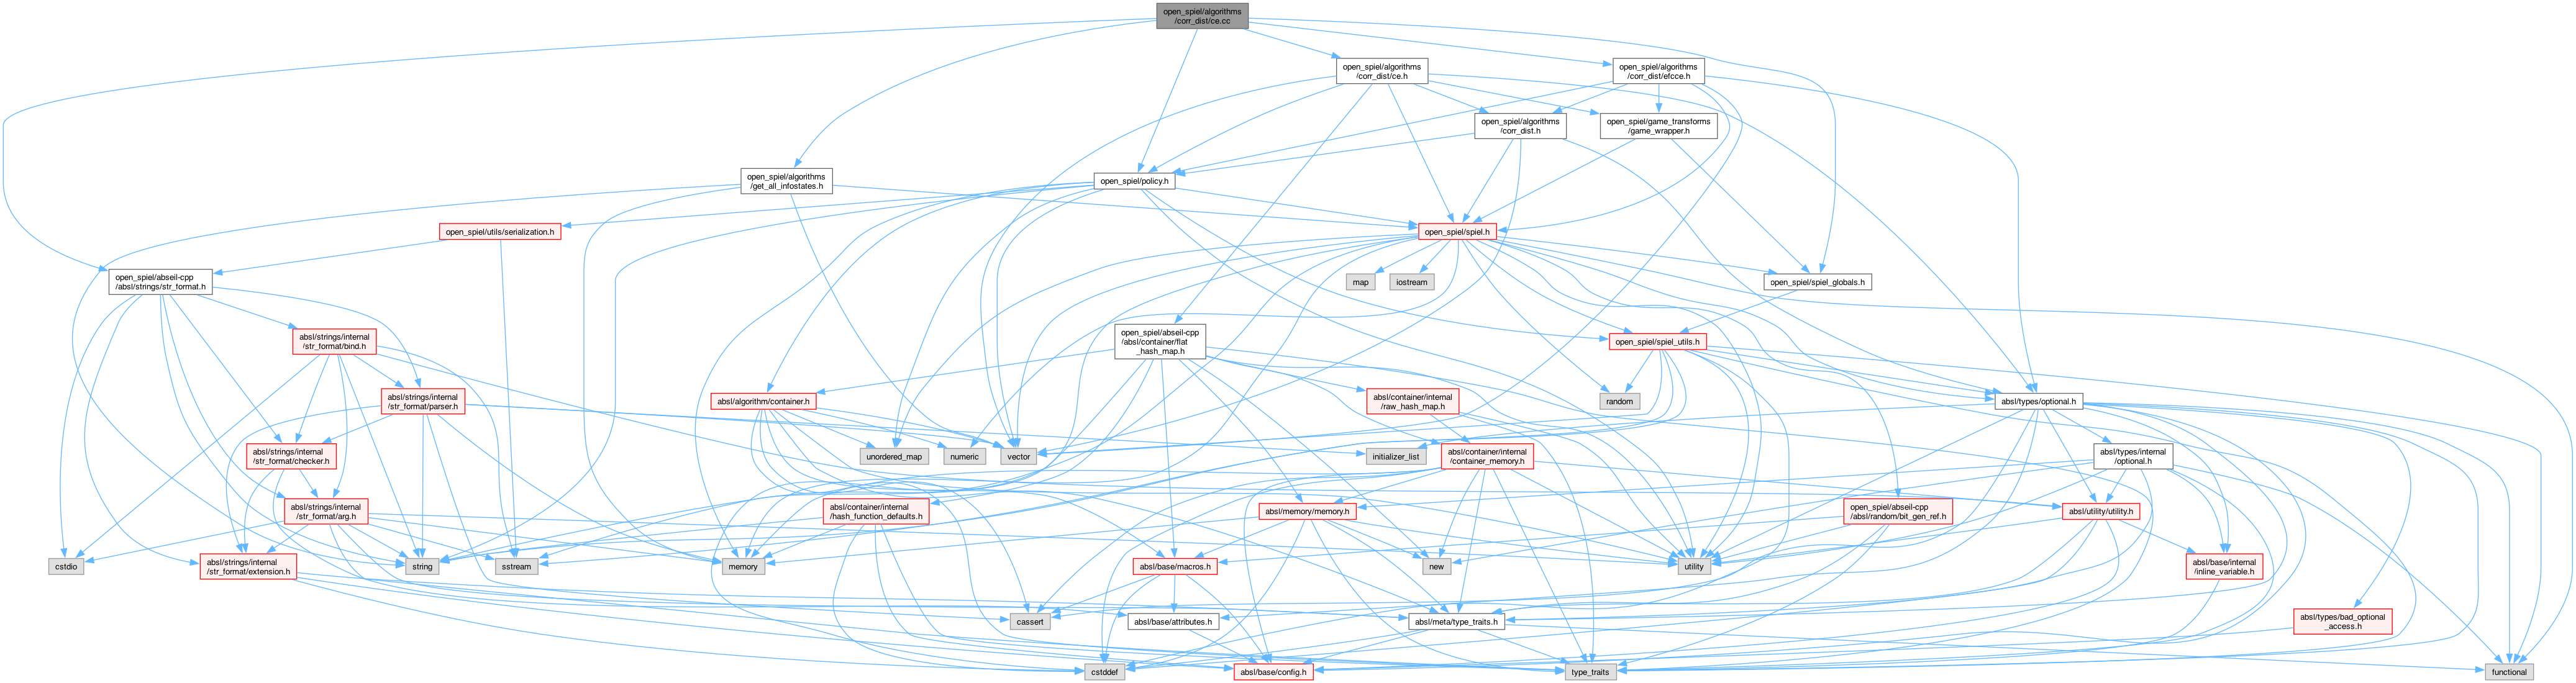 open_spiel/algorithms
/corr_dist/ce.cc
open_spiel/algorithms
/corr_dist/ce.h
open_spiel/algorithms
/corr_dist/efcce.h
open_spiel/algorithms
/corr_dist.h
open_spiel/game_transforms
/game_wrapper.h
open_spiel/algorithms
/get_all_infostates.h
open_spiel/policy.h
open_spiel/utils/serialization.h
open_spiel/spiel.h
open_spiel/abseil-cpp
/absl/strings/str_format.h
map
iostream
open_spiel/spiel_globals.h
absl/strings/internal
/str_format/bind.h
open_spiel/abseil-cpp
/absl/container/flat
_hash_map.h
open_spiel/spiel_utils.h
absl/strings/internal
/str_format/parser.h
absl/algorithm/container.h
absl/container/internal
/raw_hash_map.h
random
absl/types/optional.h
absl/strings/internal
/str_format/checker.h
unordered_map
numeric
vector
initializer_list
absl/container/internal
/container_memory.h
absl/types/internal
/optional.h
absl/strings/internal
/str_format/arg.h
absl/container/internal
/hash_function_defaults.h
absl/memory/memory.h
open_spiel/abseil-cpp
/absl/random/bit_gen_ref.h
absl/utility/utility.h
cstdio
absl/strings/internal
/str_format/extension.h
string
sstream
memory
absl/base/macros.h
new
utility
absl/base/internal
/inline_variable.h
cassert
absl/base/attributes.h
absl/meta/type_traits.h
absl/types/bad_optional
_access.h
cstddef
absl/base/config.h
type_traits
functional